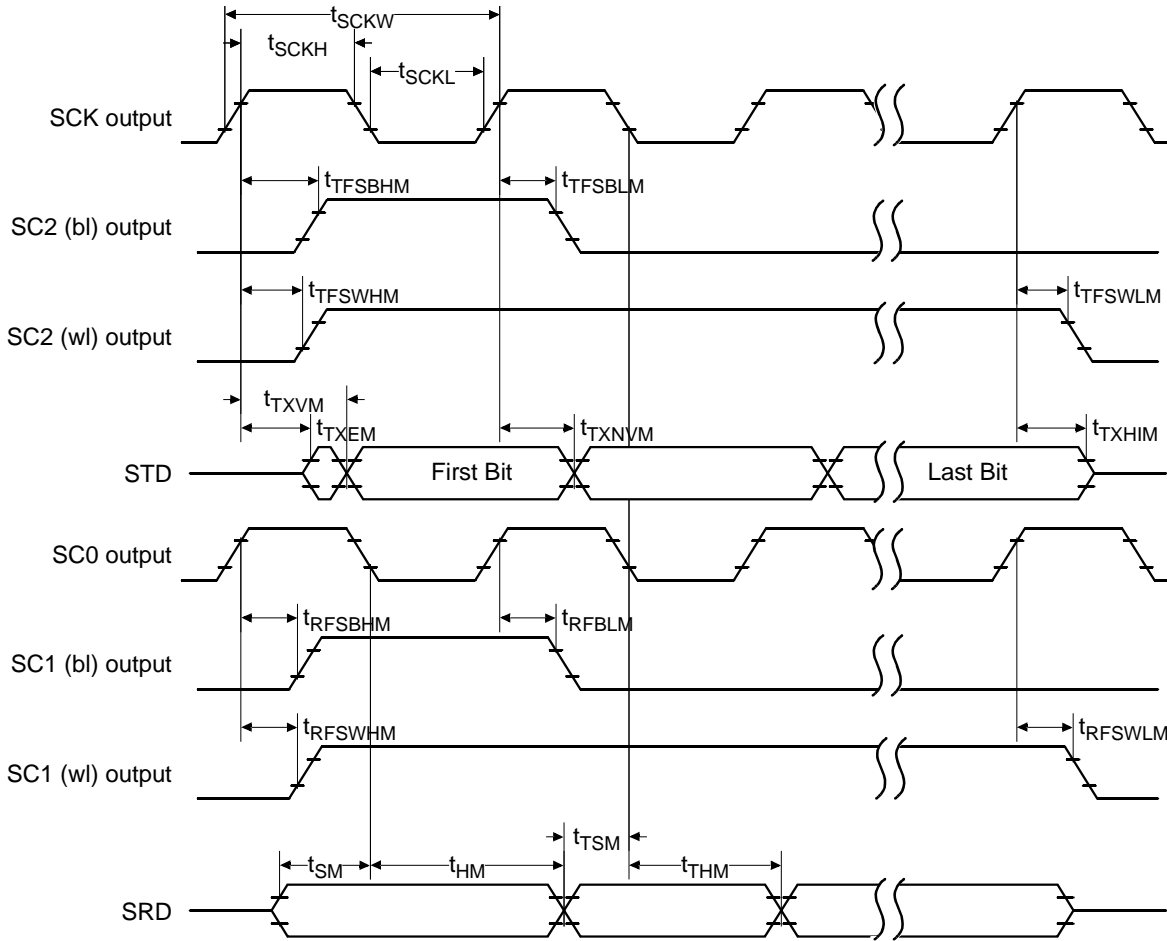 tSCKW
tSCKH
tSCKL
SCK output
tTFSBHM
tTFSBLM
SC2 (bl) output
tTFSWHM
tTFSWLM
SC2 (wl) output
tTXVM
tTXEM
tTXNVM
tTXHIM
STD
First Bit
Last Bit
SC0 output
tRFSBHM
tRFBLM
SC1 (bl) output
tRFSWHM
tRFSWLM
SC1 (wl) output
tTSM
tSM
tHM
tTHM
SRD